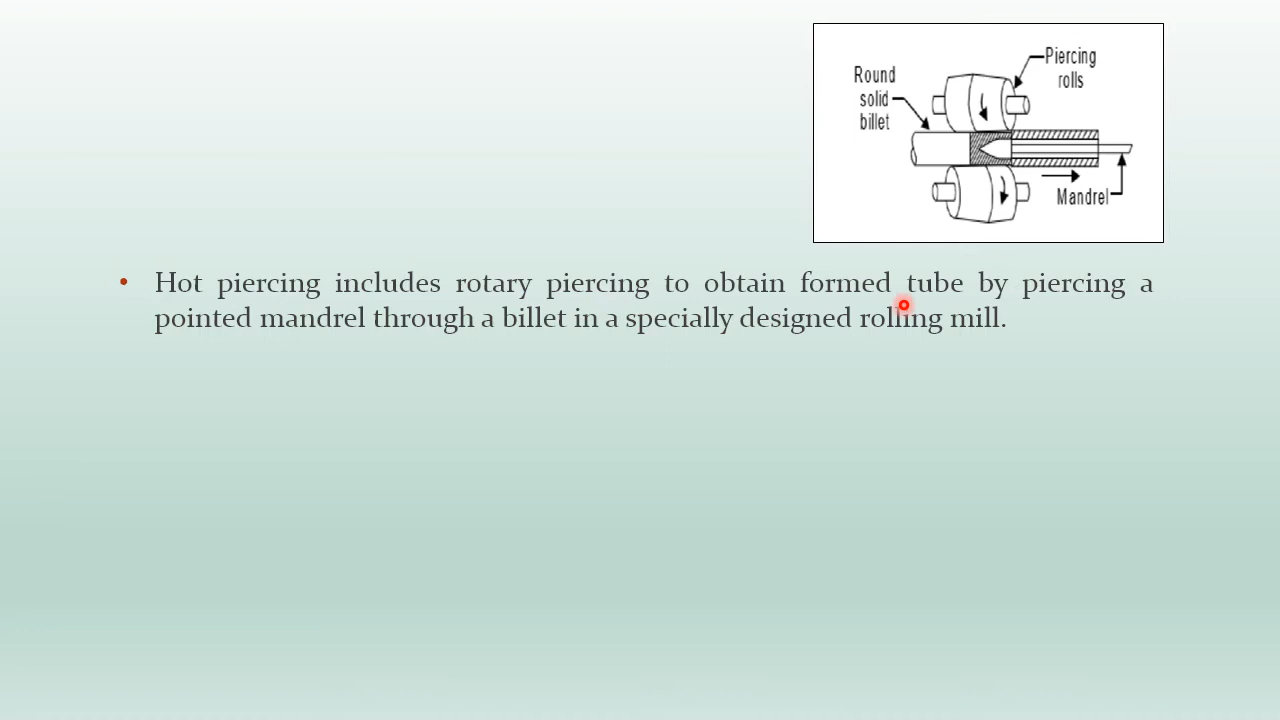 Piercing
rolls
Round
solid
billet
Mandrel
• Hot piercing includes rotary piercing to obtain formed tube by piercing a
pointed mandrel through a billet in a specially designed rolling mill.